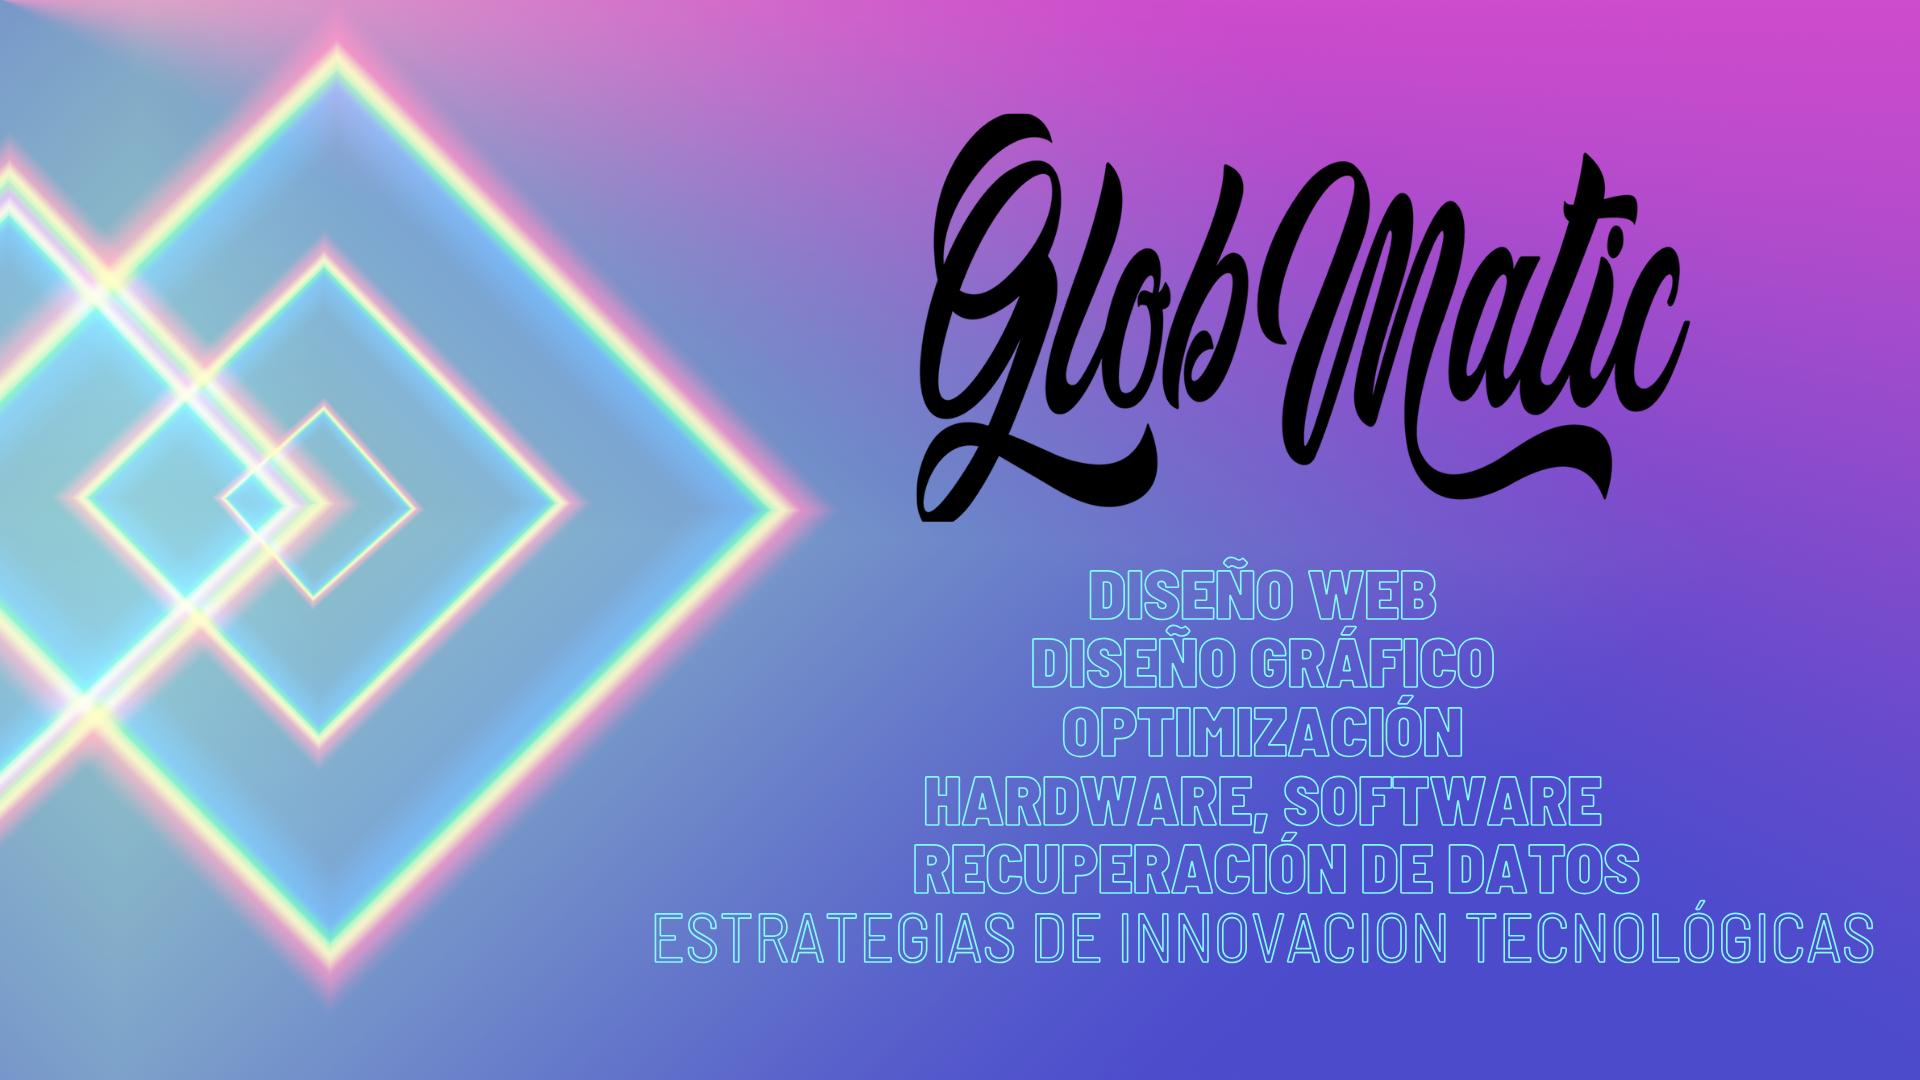 GlobMatic
DISEÑO WEB
DISEÑO GRÁFICO
OPTIMIZACIÓN
HARDWARE, SOFTWARE
RECUPERACIÓN DE DATOS
ESTRATEGIAS DE INNOVACION TECNOLÓGICAS